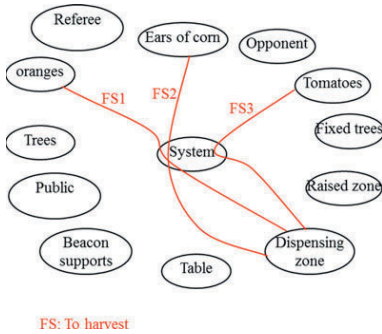 Referee
Ears of corn
Opponent
oranges
FS1
FS2
FS3
Tomatoes
Fixed trees
Trees
System
Public
Raised zone
Beacon
supports
Table
Dispensing
zone
FS: To harvest